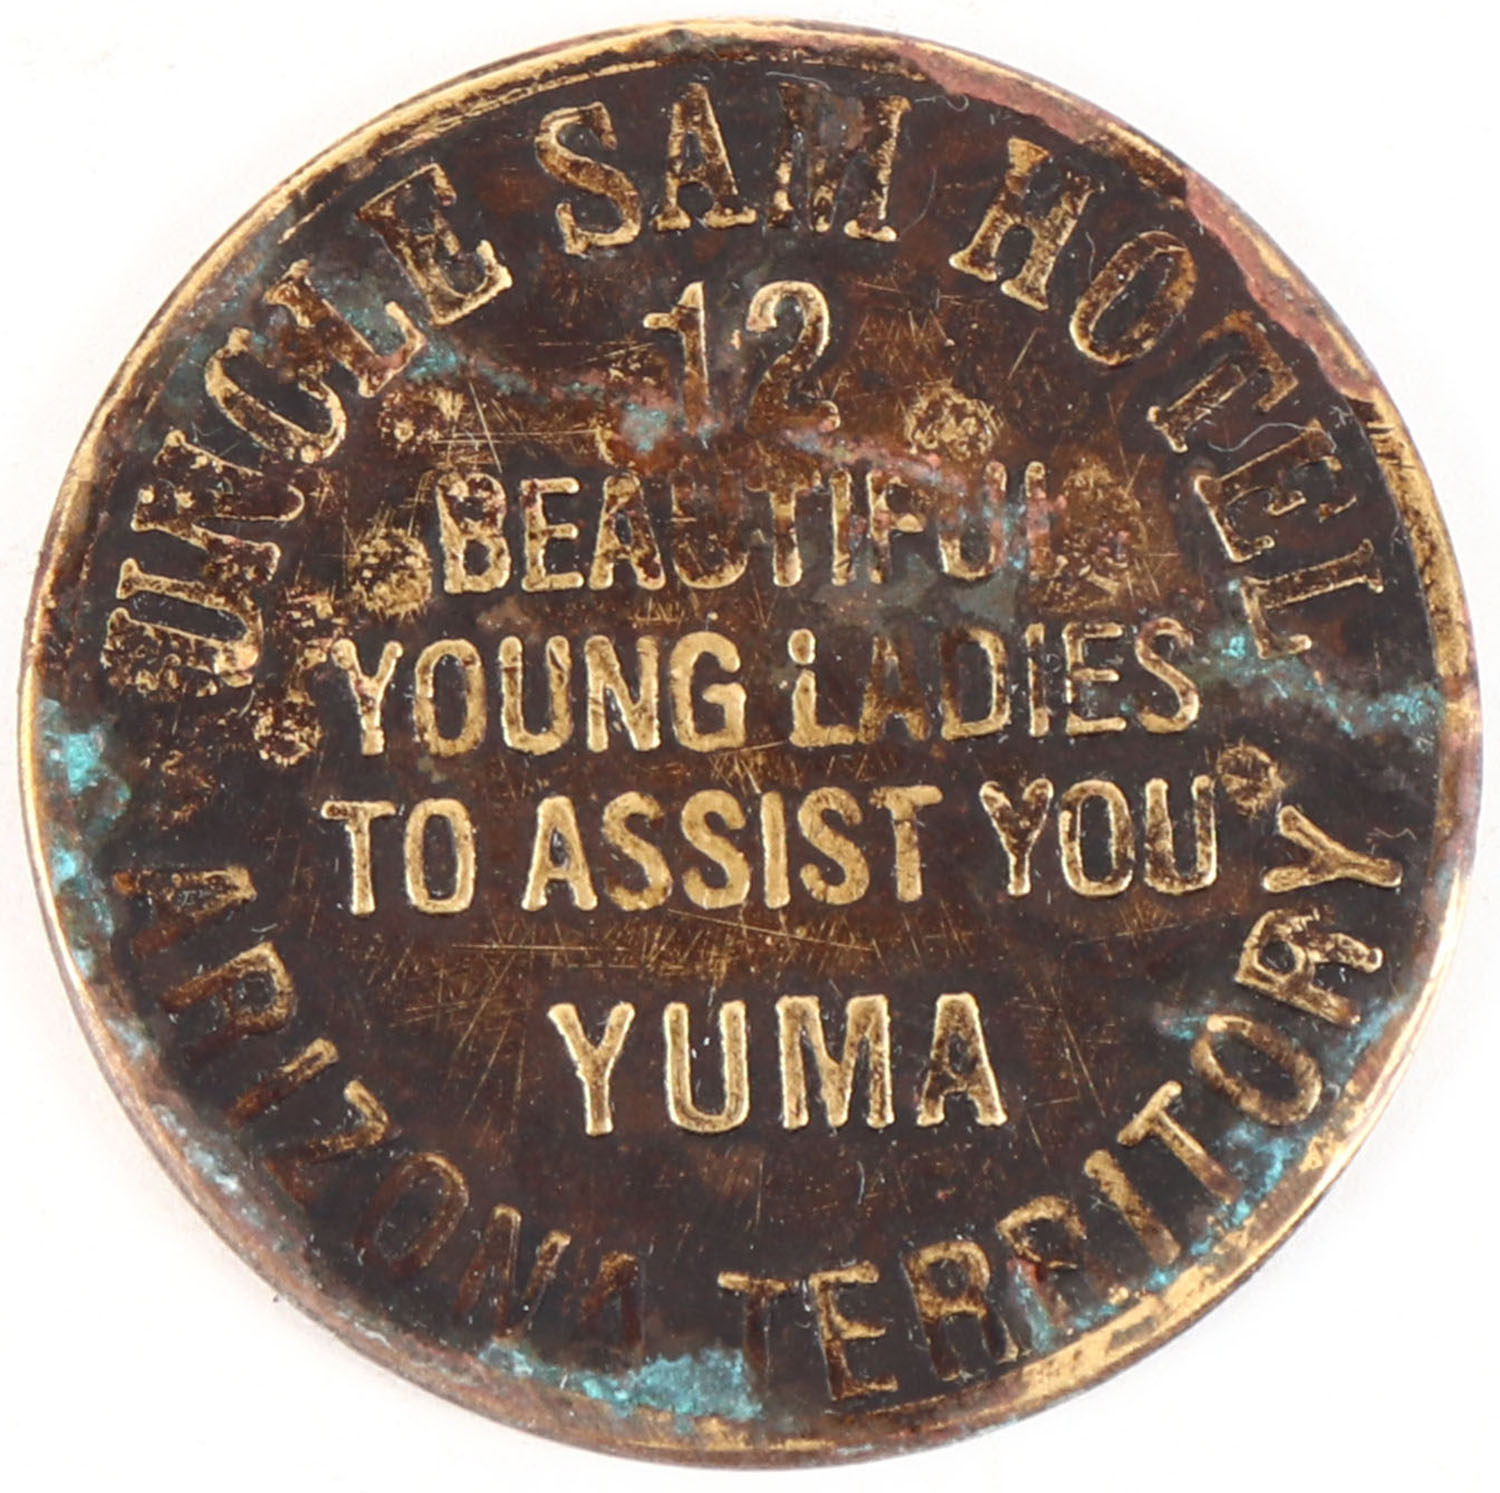 UNCLE SAM HOTEL
12
BEAUTIFUL
YOUNG LADIES
TO ASSIST YOU
YUMA
ARIZONA TERRITORY